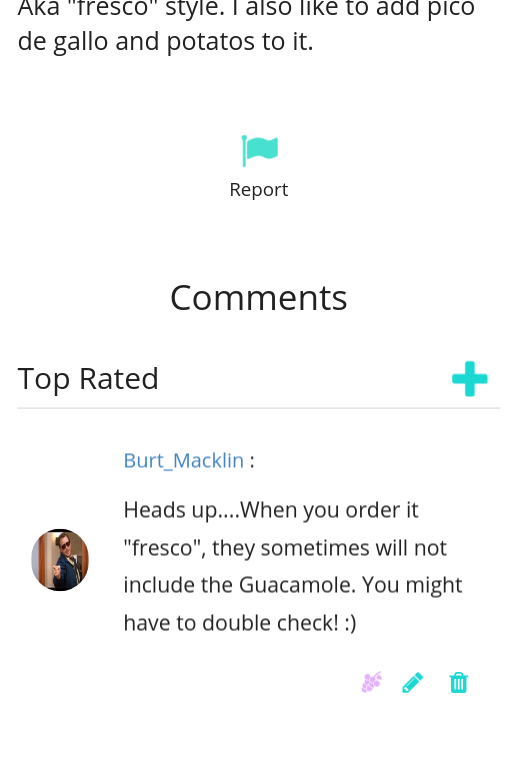 Aka "fresco" style. I also like to add pico
de gallo and potatos to it.
Report
Comments
Top Rated
Burt_Macklin :
Heads up....When you order it
"fresco", they sometimes will not
include the Guacamole. You might
have to double check! :)